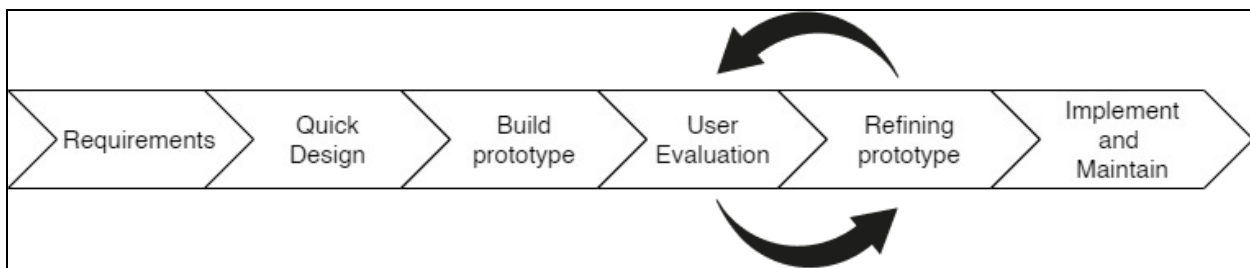 Requirements
Quick
Design
Build
prototype
User
Evaluation
Refining
prototype
Implement
and
Maintain